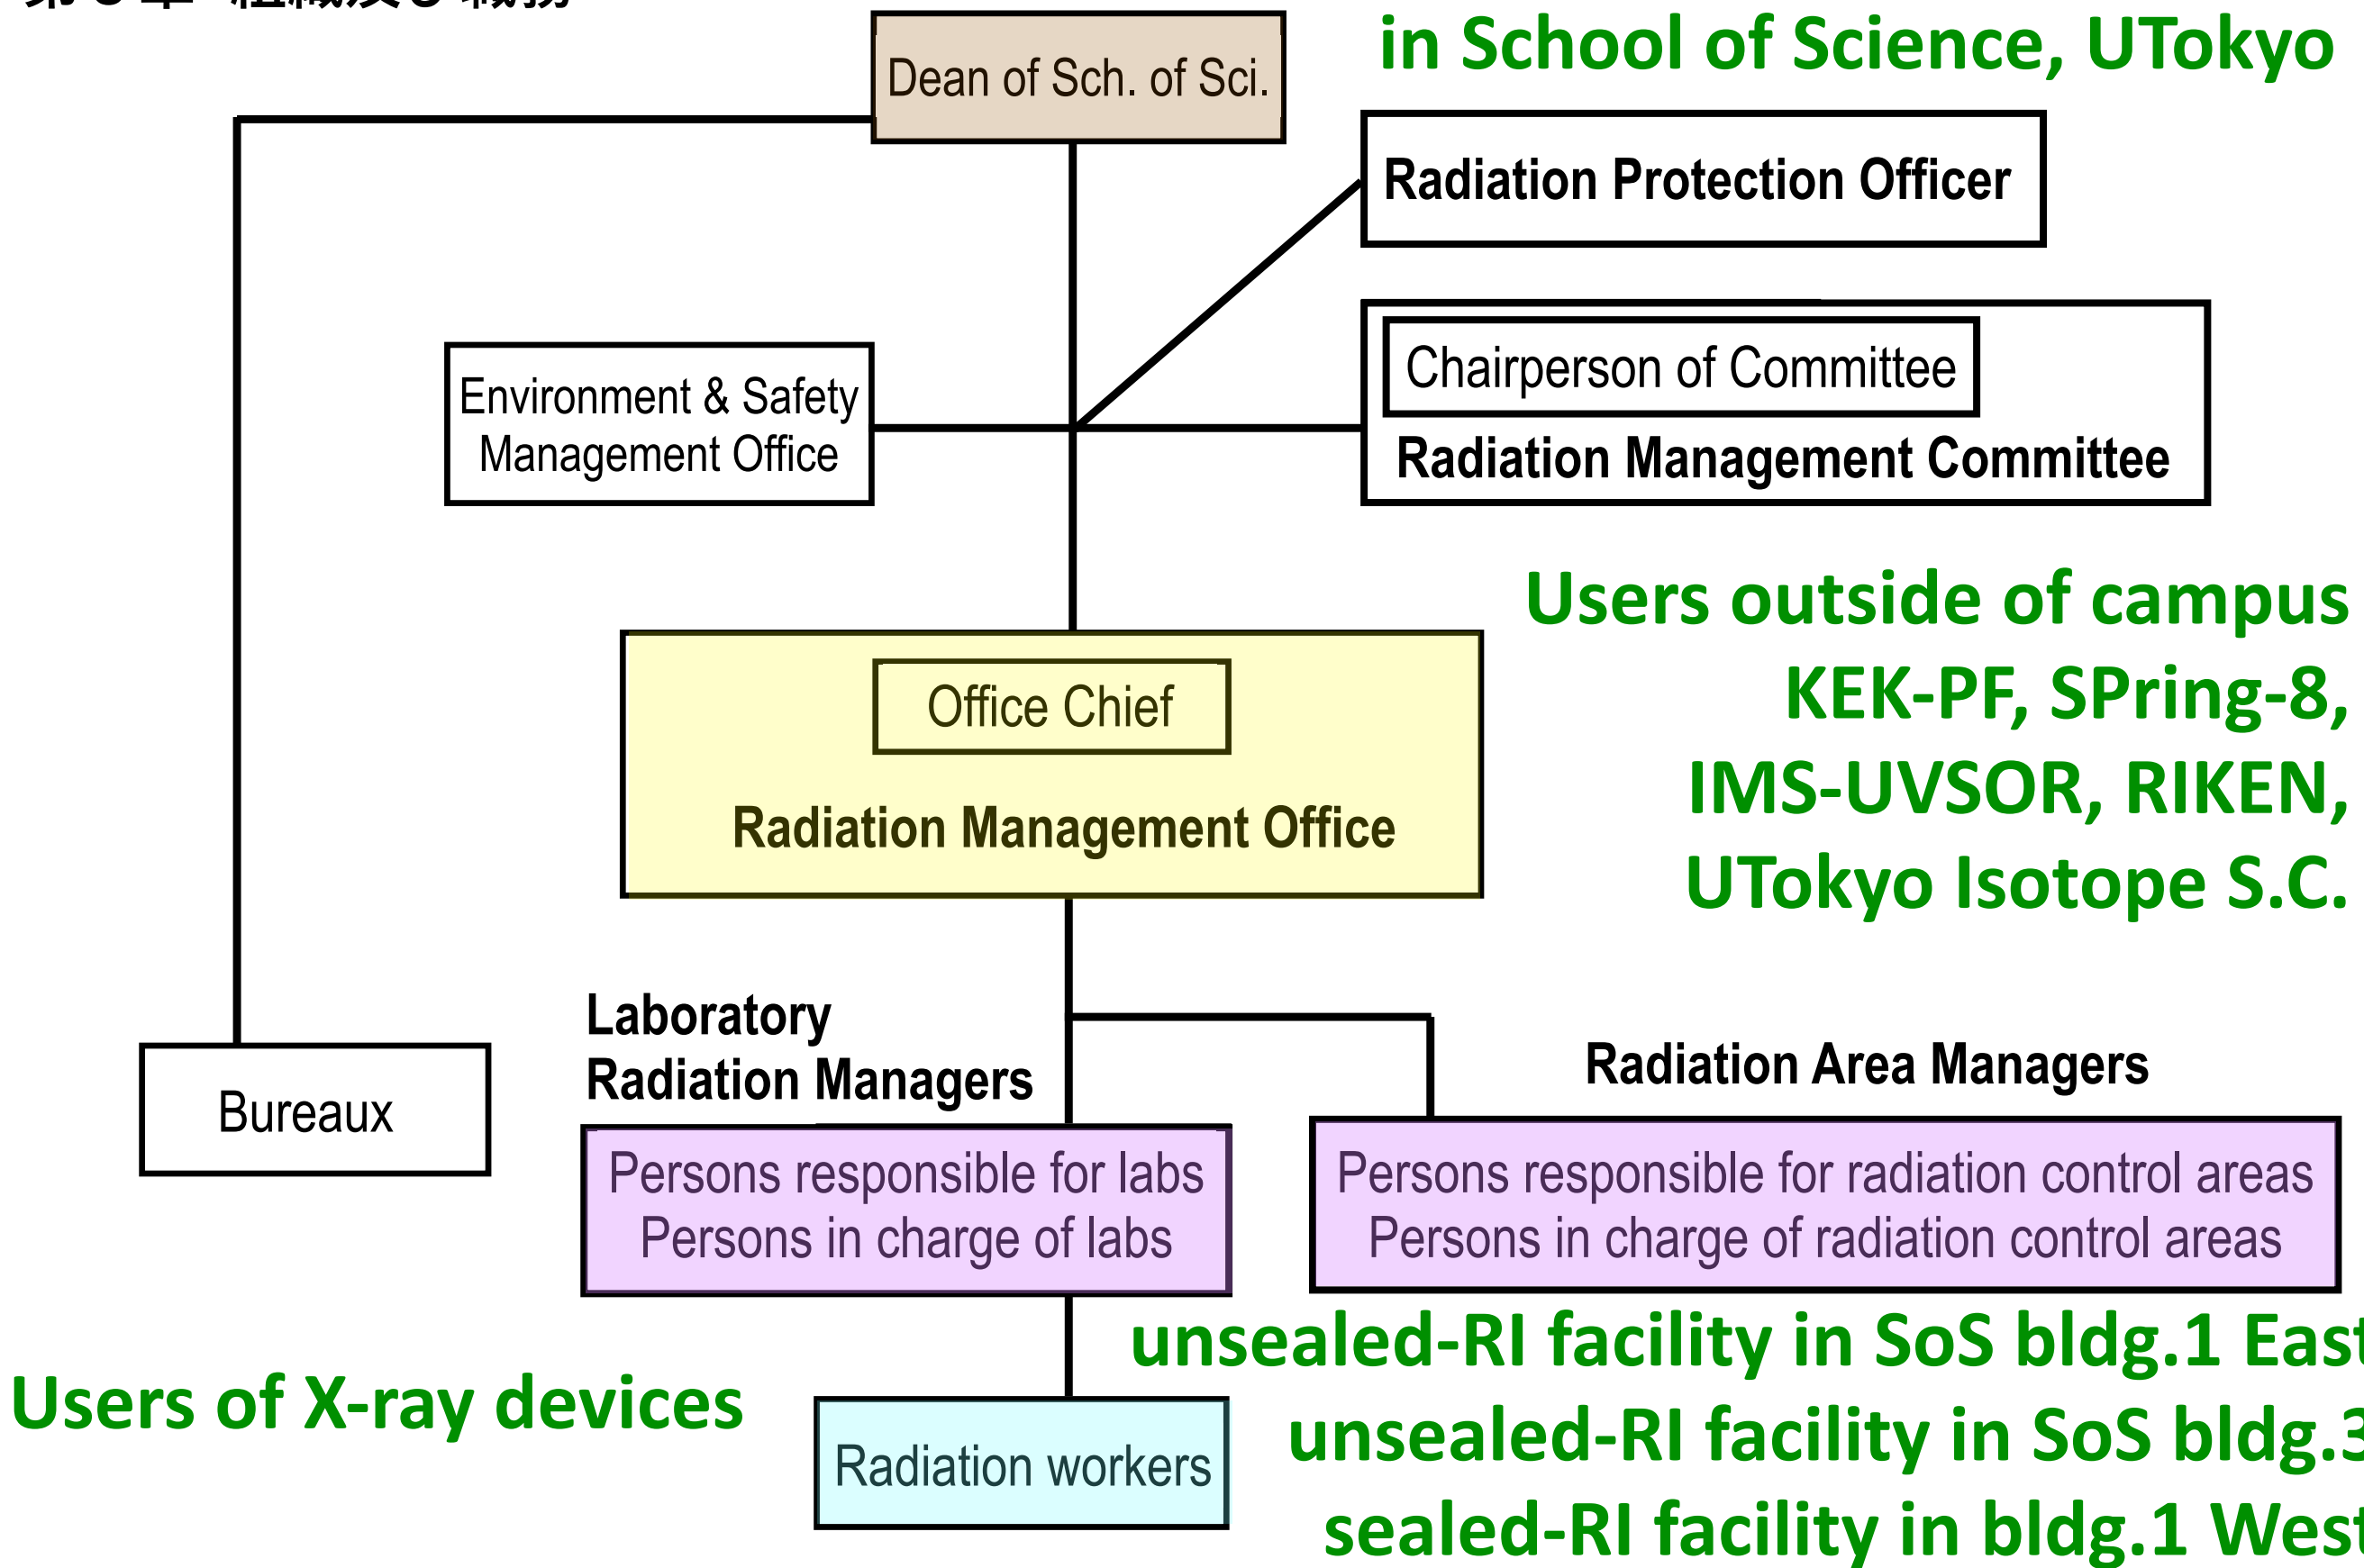 in School of Science, UTokyo
Dean of Sch. of Sci.
Radiation Protection Officer
Environment & Safety
Management Office
Chairperson of Committee
Radiation Management Committee
Users outside of campus
KEK-PF, SPring-8,
IMS-UVSOR, RIKEN,
UTokyo Isotope S.C.
Office Chief
Radiation Management Office
Laboratory
Radiation Managers
Radiation Area Managers
Bureaux
Persons responsible for labs
Persons in charge of labs
Persons responsible for radiation control areas
Persons in charge of radiation control areas
unsealed-RI facility in SoS bldg.1 East
unsealed-RI facility in SoS bldg.3
sealed-RI facility in bldg.1 West
Users of X-ray devices
Radiation workers